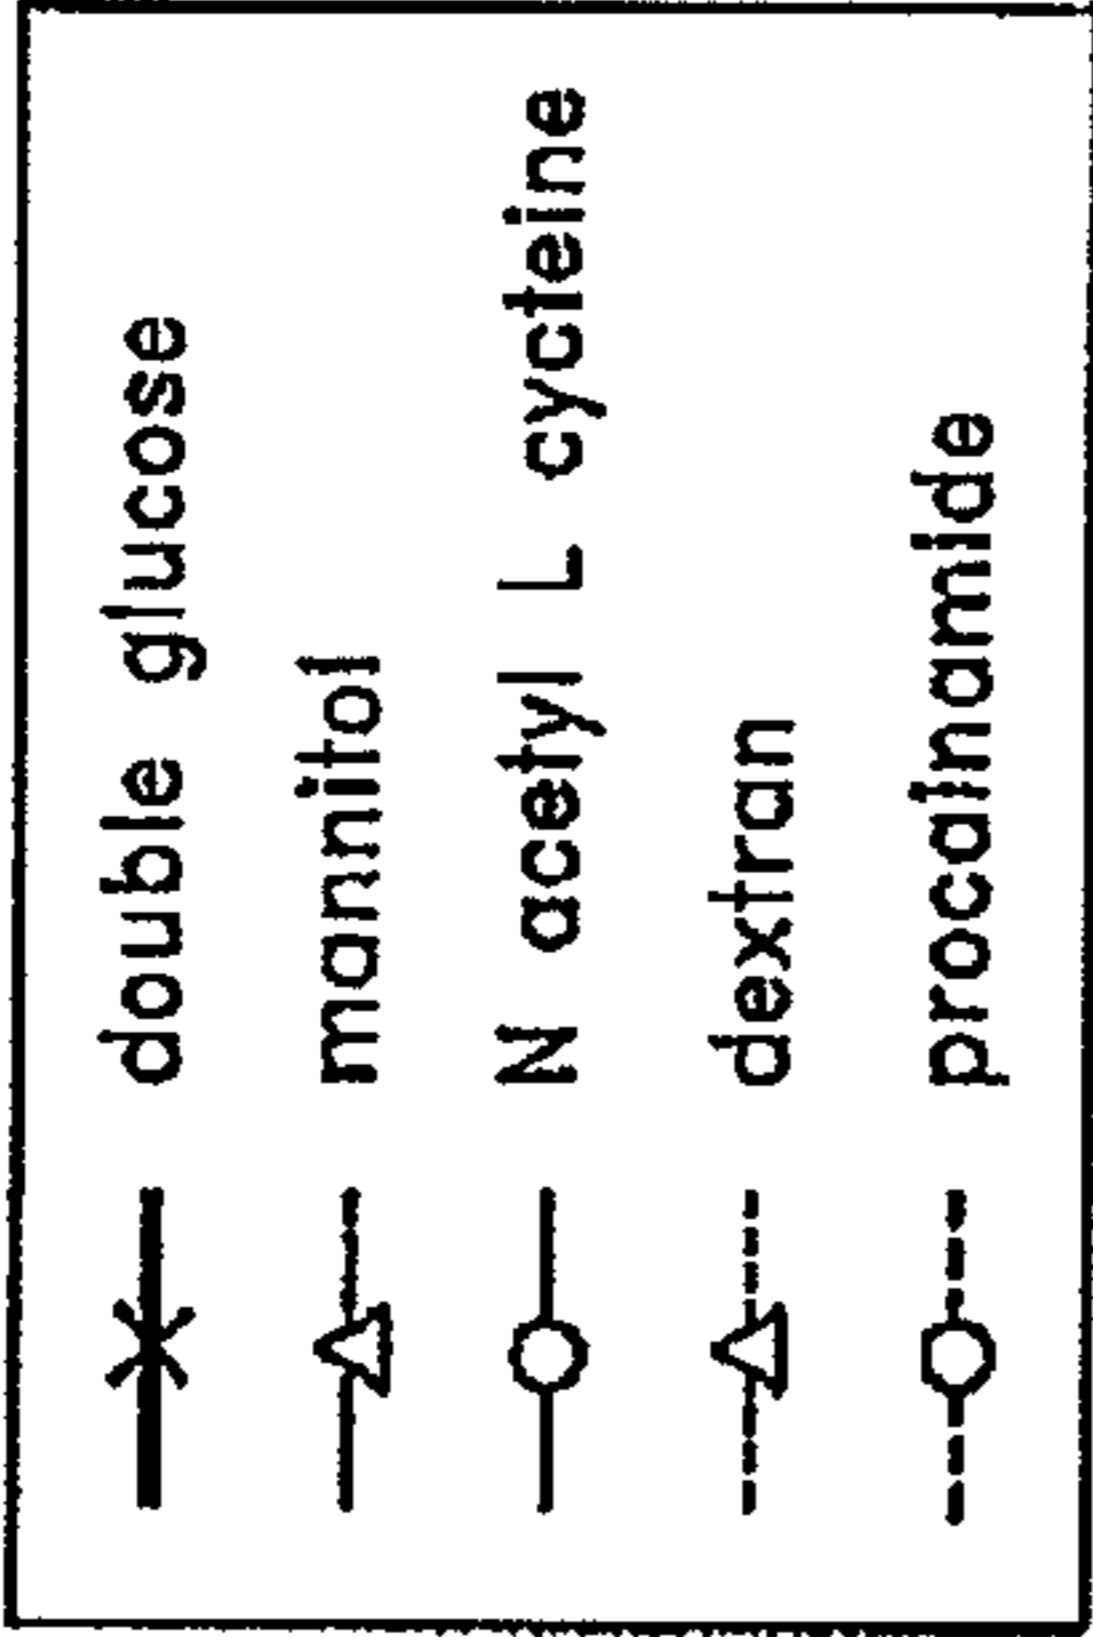 double glucose
mannitol
N acetyl L cycteine
dextran
procainamide